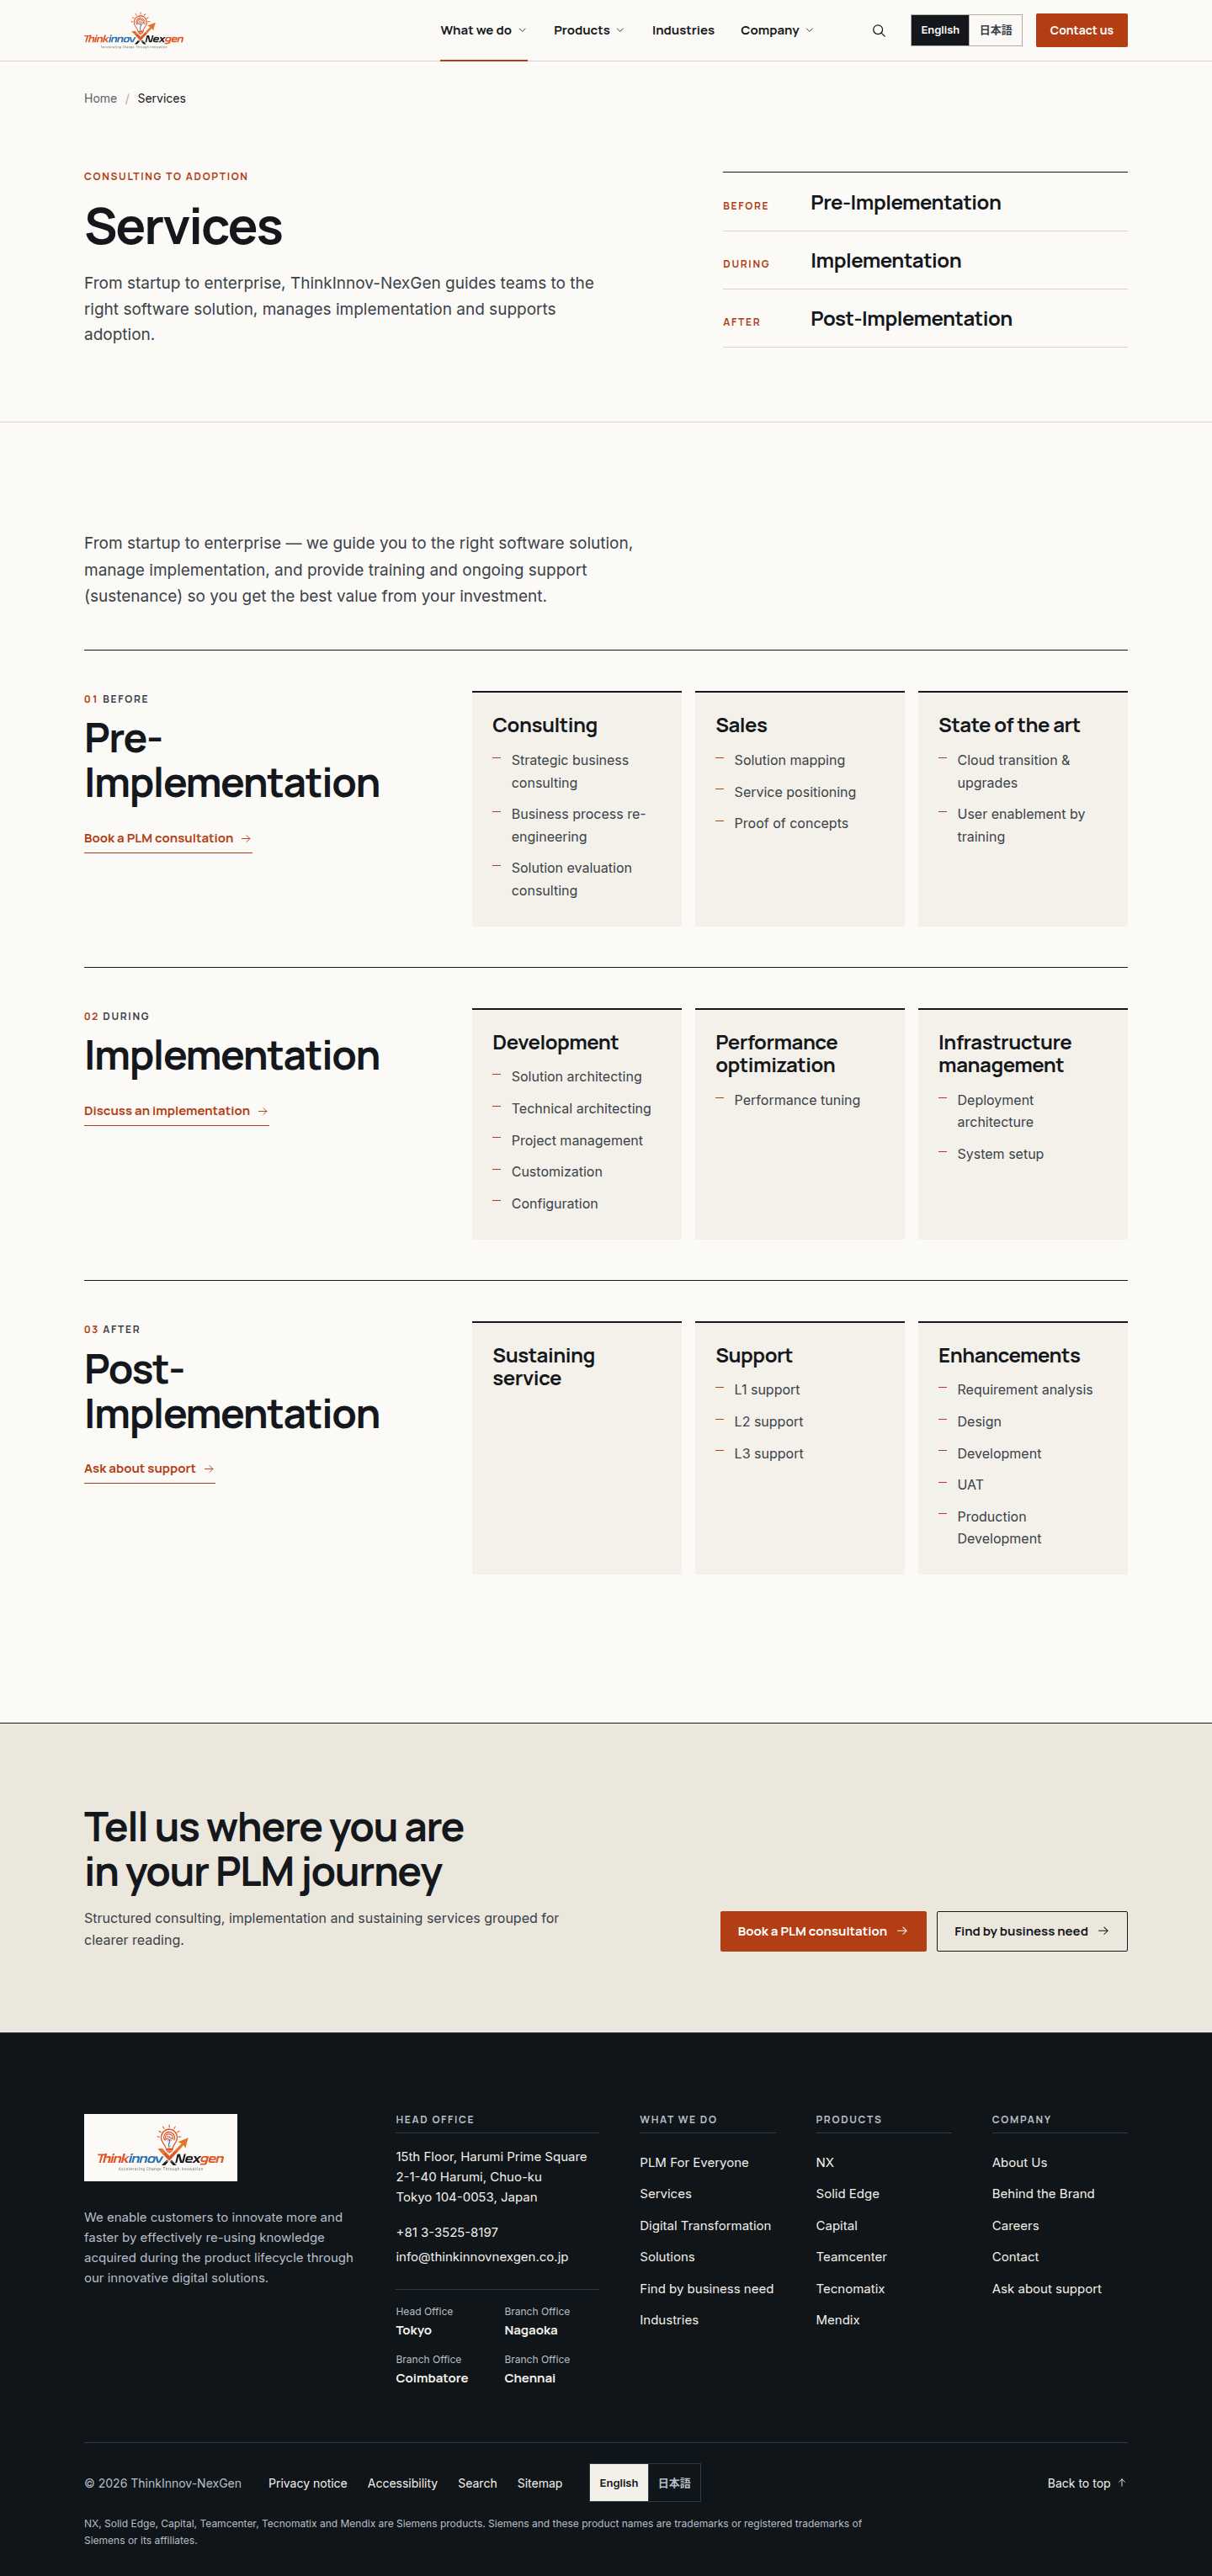 ThinkinnovXNexgen
Accelerating Change Through Innovation
What we do
Products
Industries
Company
English
日本語
Contact us
Home / Services
CONSULTING TO ADOPTION
Services
From startup to enterprise, ThinkInnov-NexGen guides teams to the
right software solution, manages implementation and supports
adoption.
BEFORE Pre-Implementation
DURING Implementation
AFTER Post-Implementation
From startup to enterprise — we guide you to the right software solution,
manage implementation, and provide training and ongoing support
(sustenance) so you get the best value from your investment.
01 BEFORE
Pre-
Implementation
Book a PLM consultation →
Consulting
Strategic business
consulting
Business process re-
engineering
Solution evaluation
consulting
Sales
Solution mapping
Service positioning
Proof of concepts
State of the art
Cloud transition &
upgrades
User enablement by
training
02 DURING
Implementation
Discuss an implementation →
Development
Solution architecting
Technical architecting
Project management
Customization
Configuration
Performance
optimization
Performance tuning
Infrastructure
management
Deployment
architecture
System setup
03 AFTER
Post-
Implementation
Ask about support →
Sustaining
service
Support
L1 support
L2 support
L3 support
Enhancements
Requirement analysis
Design
Development
UAT
Production
Development
Tell us where you are
in your PLM journey
Structured consulting, implementation and sustaining services grouped for
clearer reading.
Book a PLM consultation →
Find by business need →
ThinkinnovXNexgen
Accelerating Change Through Innovation
We enable customers to innovate more and
faster by effectively re-using knowledge
acquired during the product lifecycle through
our innovative digital solutions.
HEAD OFFICE
15th Floor, Harumi Prime Square
2-1-40 Harumi, Chuo-ku
Tokyo 104-0053, Japan
+81 3-3525-8197
info@thinkinnovnexgen.co.jp
Head Office
Tokyo
Branch Office
Nagaoka
Branch Office
Coimbatore
Branch Office
Chennai
WHAT WE DO
PLM For Everyone
Services
Digital Transformation
Solutions
Find by business need
Industries
PRODUCTS
NX
Solid Edge
Capital
Teamcenter
Tecnomatix
Mendix
COMPANY
About Us
Behind the Brand
Careers
Contact
Ask about support
© 2026 ThinkInnov-NexGen
Privacy notice
Accessibility
Search
Sitemap
English
日本語
Back to top ↑
NX, Solid Edge, Capital, Teamcenter, Tecnomatix and Mendix are Siemens products. Siemens and these product names are trademarks or registered trademarks of
Siemens or its affiliates.